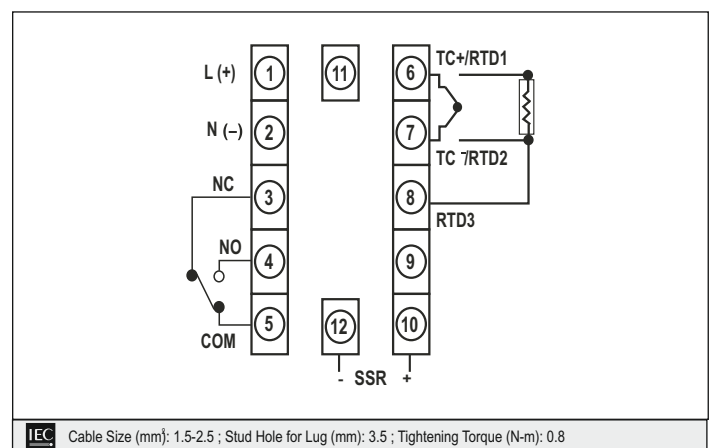 L (+)
1
11
6
TC+/RTD1
N (–)
2
7
TC -/RTD2
NC
3
8
RTD3
NO
4
9
COM
5
12
10
- SSR +
IEC Cable Size (mm²): 1.5-2.5 ; Stud Hole for Lug (mm): 3.5 ; Tightening Torque (N-m): 0.8